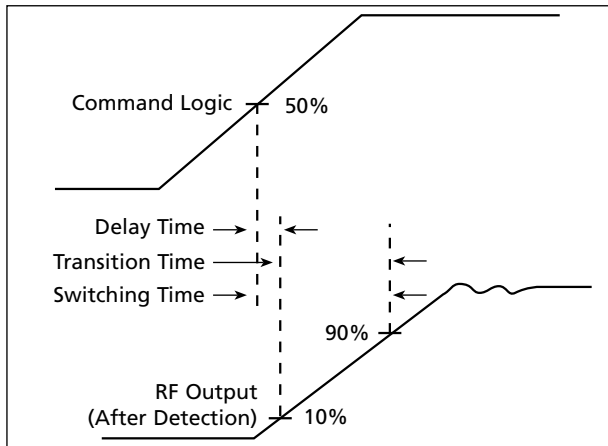 Command Logic
50%
Delay Time
Transition Time
Switching Time
90%
RF Output
(After Detection)
10%